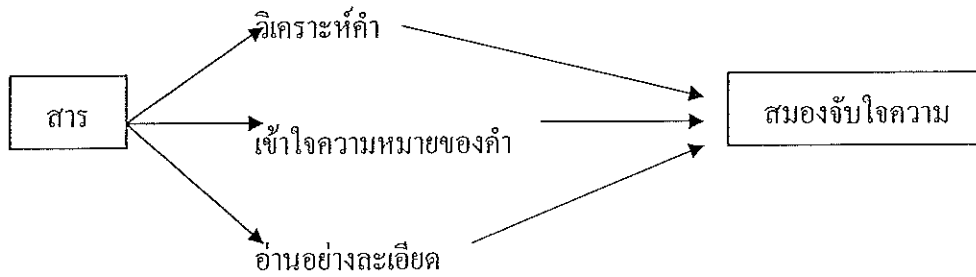 วิเคราะห์คำ
สาร
สมองจับใจความ
เข้าใจความหมายของคำ
อ่านอย่างละเอียด